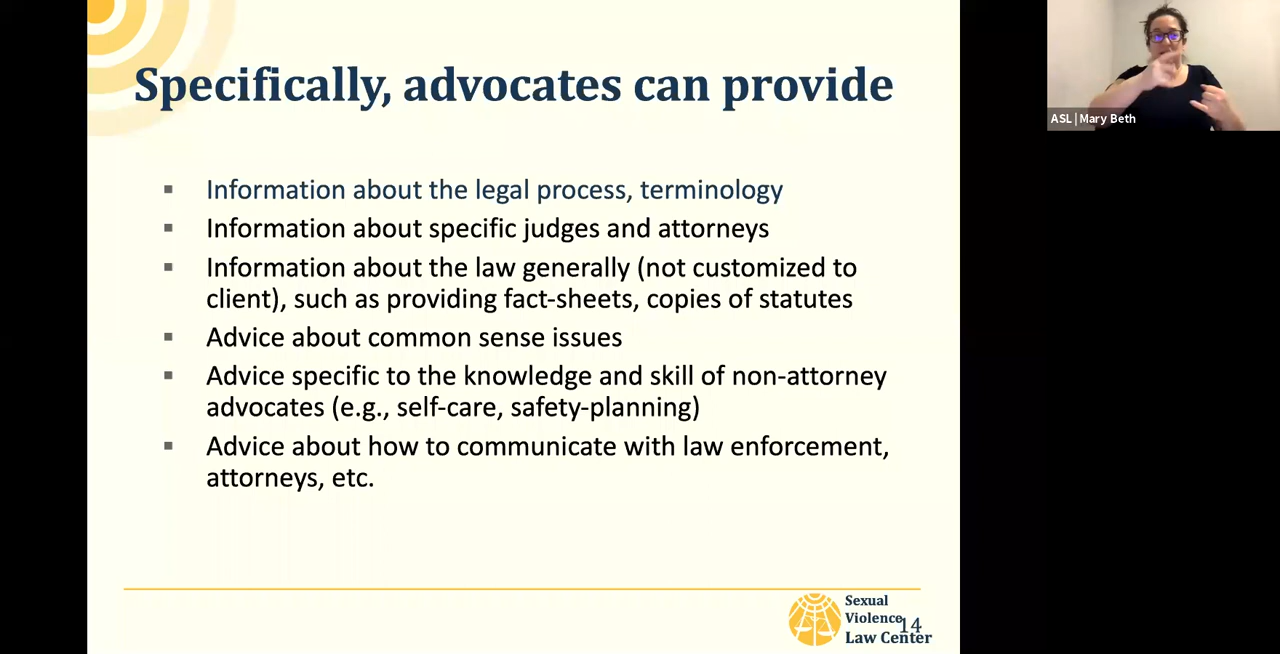 Specifically, advocates can provide
▪ Information about the legal process, terminology
▪ Information about specific judges and attorneys
▪ Information about the law generally (not customized to
client), such as providing fact-sheets, copies of statutes
▪ Advice about common sense issues
▪ Advice specific to the knowledge and skill of non-attorney
advocates (e.g., self-care, safety-planning)
▪ Advice about how to communicate with law enforcement,
attorneys, etc.
Sexual
Violence
Law Center
14
ASL | Mary Beth